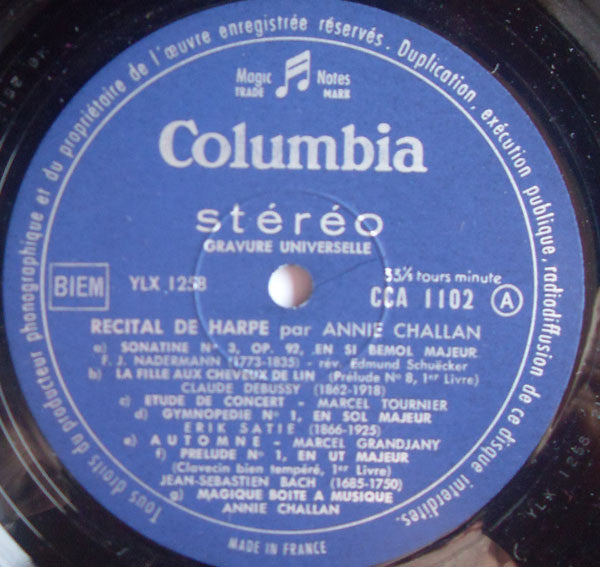 Tous droits du producteur phonographique et du propriétaire de l'œuvre enregistrée réservés. Duplication, exécution publique, radiodiffusion de ce disque interdites.
Magic Notes
TRADE MARK
Columbia
stéréo
GRAVURE UNIVERSELLE
BIEM
YLX 1258
33⅓ tours minute
CCA 1102 A
RECITAL DE HARPE par ANNIE CHALLAN
a) SONATINE N° 3, OP. 92, EN SI BEMOL MAJEUR
F. J. NADERMANN (1773-1835) - rév. Edmund Schuëcker
b) LA FILLE AUX CHEVEUX DE LIN (Prélude N° 8, 1er Livre)
CLAUDE DEBUSSY (1862-1918)
c) ETUDE DE CONCERT - MARCEL TOURNIER
d) GYMNOPEDIE N° 1, EN SOL MAJEUR
ERIK SATIE (1866-1925)
e) AUTOMNE - MARCEL GRANDJANY
f) PRELUDE N° 1, EN UT MAJEUR
(Clavecin bien tempéré, 1er Livre)
JEAN-SEBASTIEN BACH (1685-1750)
g) MAGIQUE BOITE A MUSIQUE
ANNIE CHALLAN
MADE IN FRANCE
YLX 1258